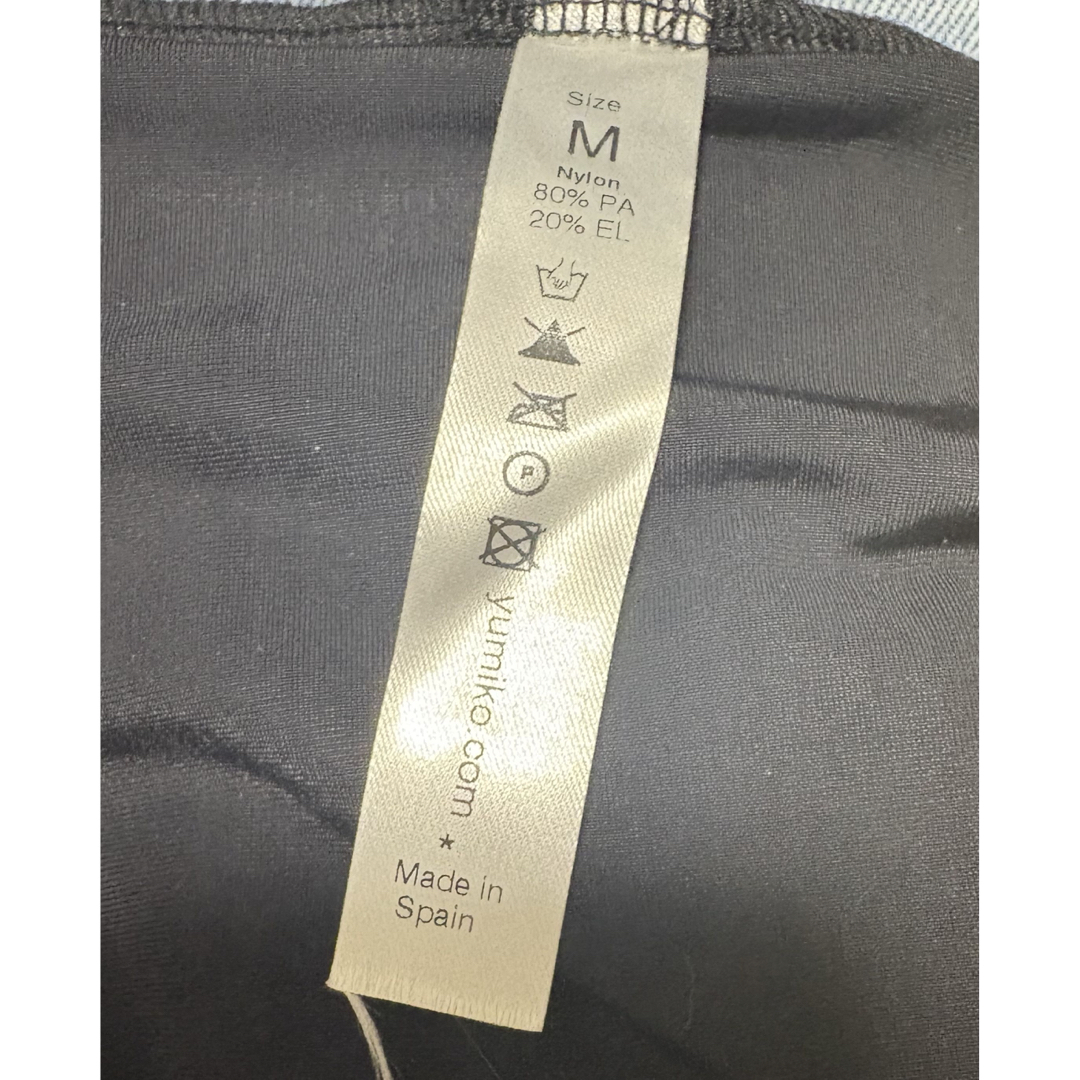 Size
M
Nylon
80% PA
20% EL
P
yumiko.com
*
Made in
Spain